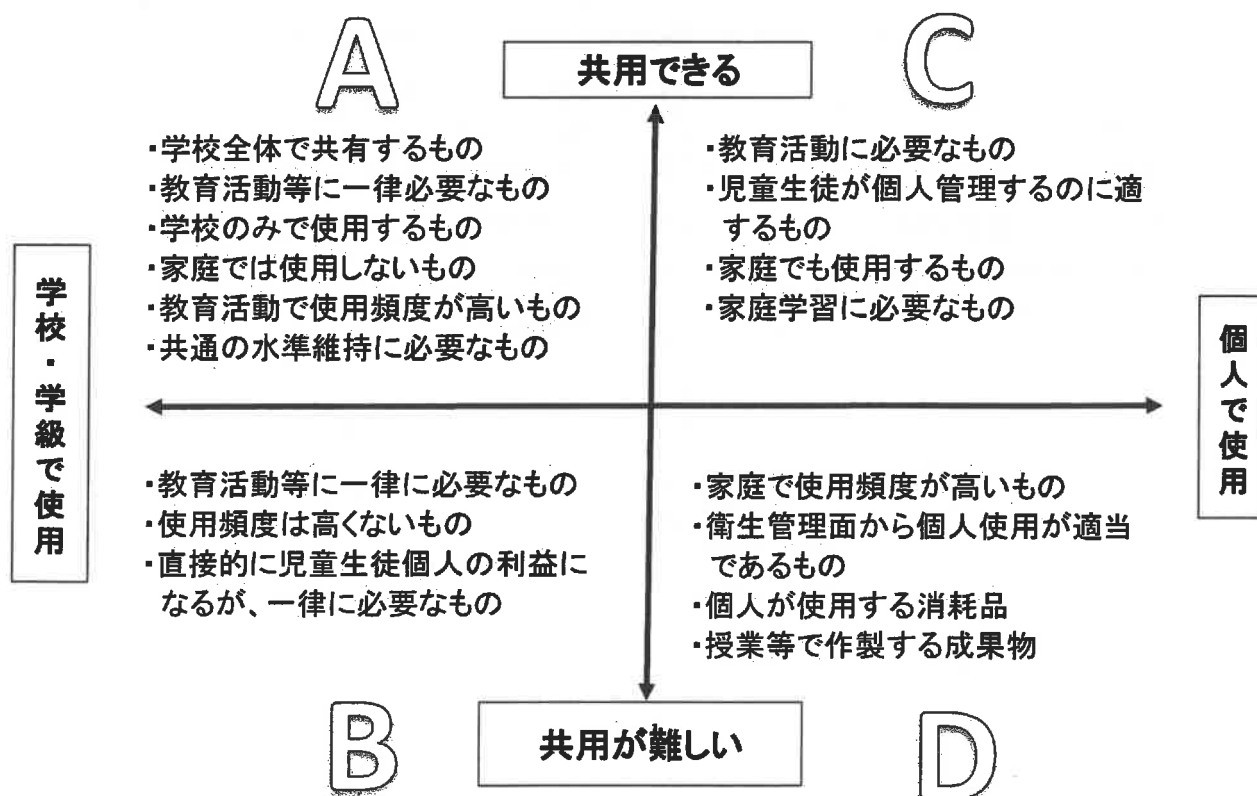 A
共用できる
C
・学校全体で共有するもの
・教育活動等に一律必要なもの
・学校のみで使用するもの
・家庭では使用しないもの
・教育活動で使用頻度が高いもの
・共通の水準維持に必要なもの
・教育活動に必要なもの
・児童生徒が個人管理するのに適
するもの
・家庭でも使用するもの
・家庭学習に必要なもの
学校・学級で使用
個人で使用
・教育活動等に一律に必要なもの
・使用頻度は高くないもの
・直接的に児童生徒個人の利益に
なるが、一律に必要なもの
・家庭で使用頻度が高いもの
・衛生管理面から個人使用が適当
であるもの
・個人が使用する消耗品
・授業等で作製する成果物
B
共用が難しい
D